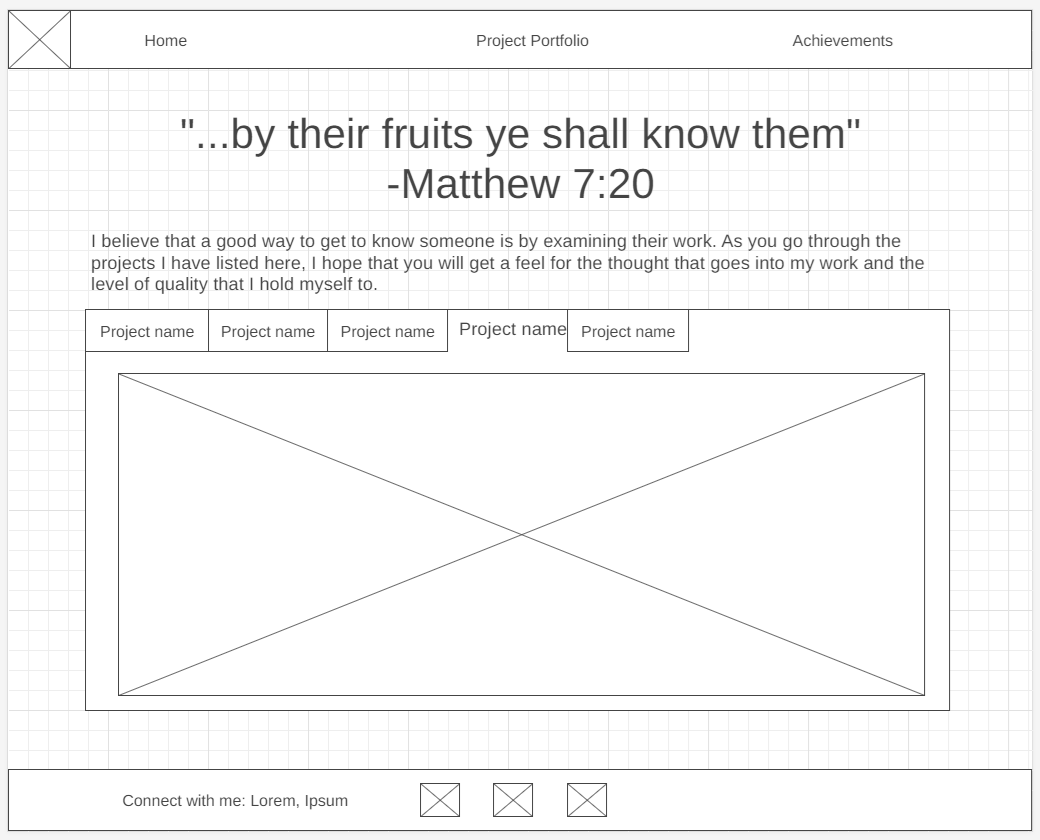 Home Project Portfolio Achievements
"...by their fruits ye shall know them"
-Matthew 7:20
I believe that a good way to get to know someone is by examining their work. As you go through the
projects I have listed here, I hope that you will get a feel for the thought that goes into my work and the
level of quality that I hold myself to.
Project name Project name Project name Project name Project name
Connect with me: Lorem, Ipsum